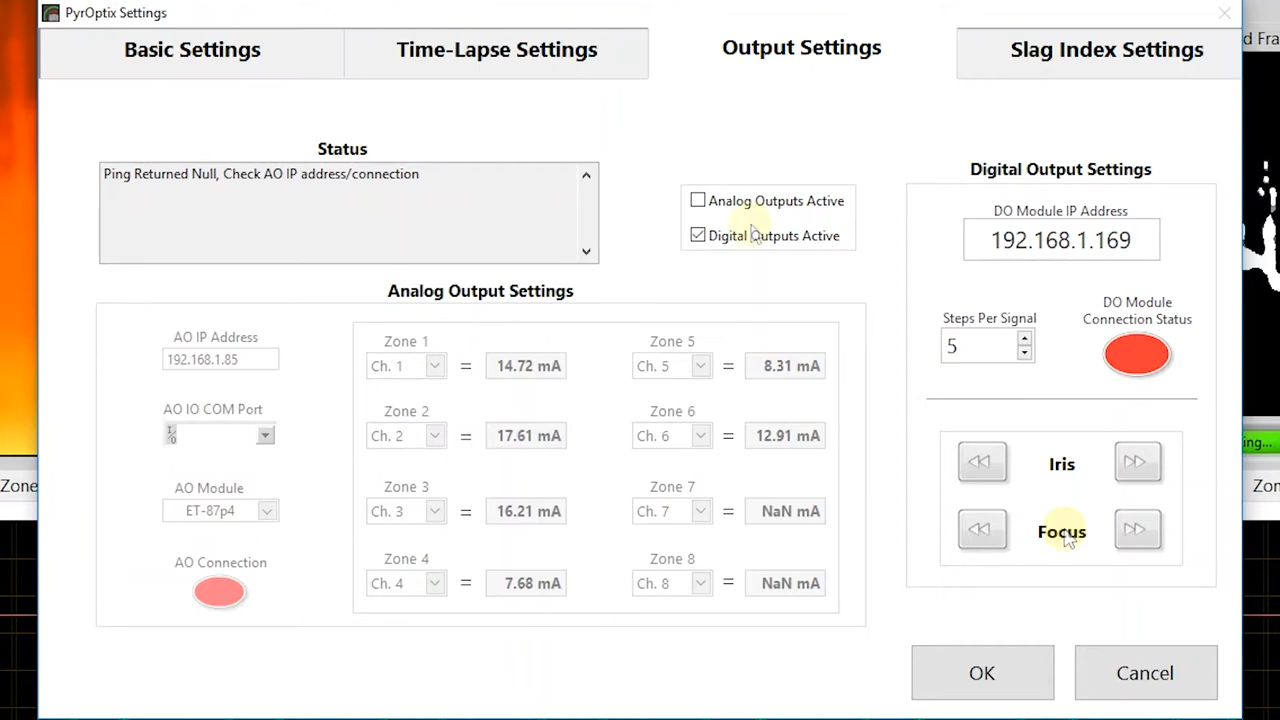 PyrOptix Settings
Basic Settings
Time-Lapse Settings
Output Settings
Slag Index Settings
d Fra
Status
Ping Returned Null, Check AO IP address/connection
Analog Outputs Active
Digital Outputs Active
Digital Output Settings
DO Module IP Address
192.168.1.169
Steps Per Signal
5
DO Module
Connection Status
Iris
Focus
Analog Output Settings
AO IP Address
192.168.1.85
AO IO COM Port
I/O
AO Module
ET-87p4
AO Connection
Zone 1
Ch. 1 = 14.72 mA
Zone 2
Ch. 2 = 17.61 mA
Zone 3
Ch. 3 = 16.21 mA
Zone 4
Ch. 4 = 7.68 mA
Zone 5
Ch. 5 = 8.31 mA
Zone 6
Ch. 6 = 12.91 mA
Zone 7
Ch. 7 = NaN mA
Zone 8
Ch. 8 = NaN mA
OK
Cancel
Zone
ing...
Zon